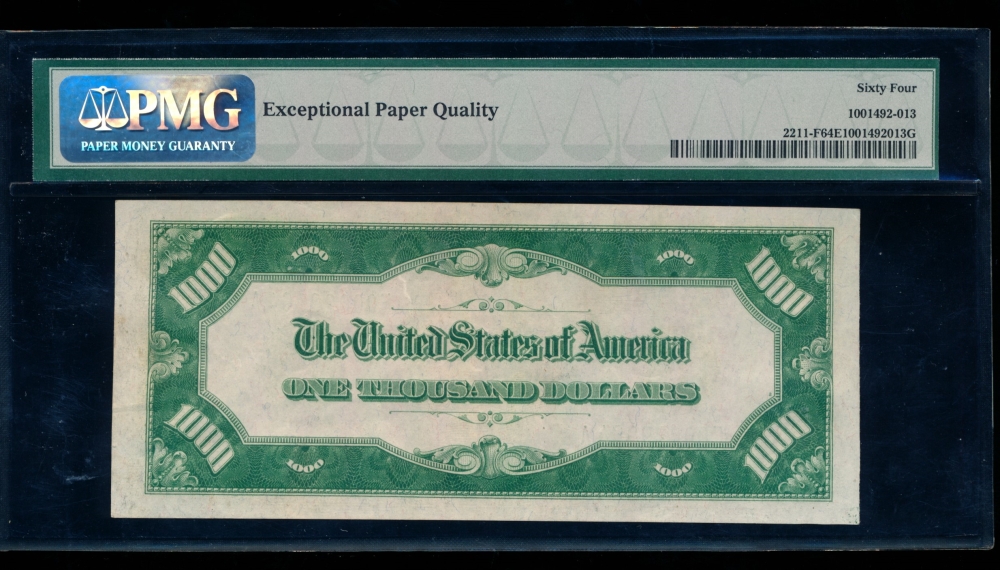 PMG
PAPER MONEY GUARANTY
Exceptional Paper Quality
Sixty Four
1001492-013
2211-F64E1001492013G
1000 1000 1000 1000
The United States of America
ONE THOUSAND DOLLARS
1000 1000 1000 1000